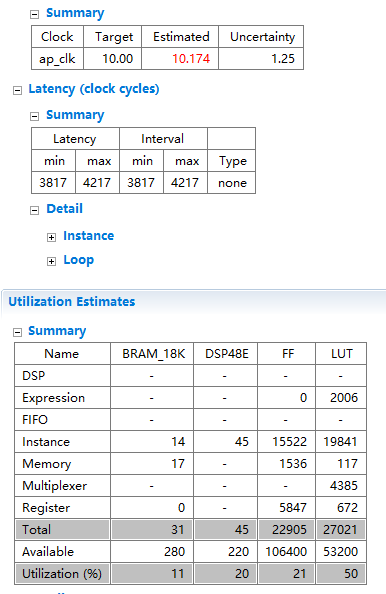 Summary
Clock Target Estimated Uncertainty
ap_clk 10.00 10.174 1.25
Latency (clock cycles)
Summary
Latency Interval
min max min max Type
3817 4217 3817 4217 none
Detail
Instance
Loop
Utilization Estimates
Summary
Name BRAM_18K DSP48E FF LUT
DSP - - - -
Expression - - 0 2006
FIFO - - - -
Instance 14 45 15522 19841
Memory 17 - 1536 117
Multiplexer - - - 4385
Register 0 - 5847 672
Total 31 45 22905 27021
Available 280 220 106400 53200
Utilization (%) 11 20 21 50